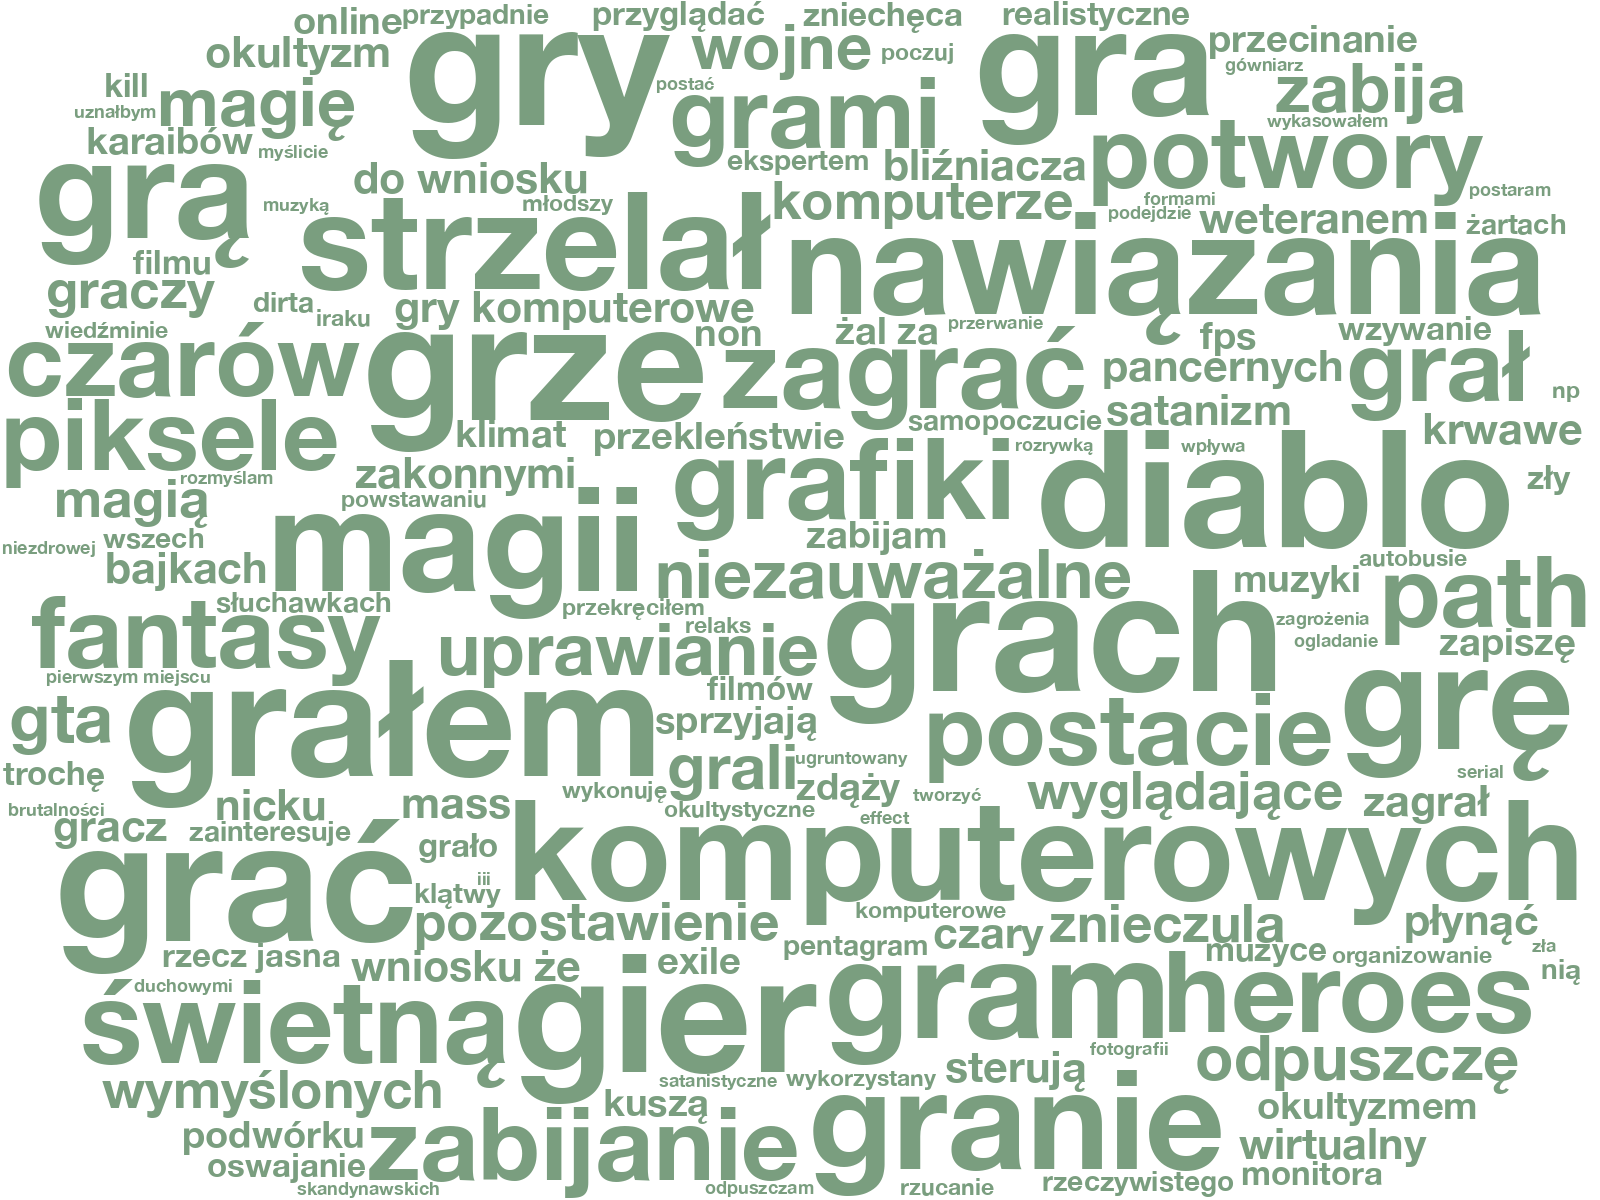 online
przypadnie
przyglądać
zniechęca
realistyczne
okultyzm
gry
wojne
poczuj
gra
przecinanie
gówniarz
kill
magię
postać
grami
zabija
uznałbym
wykasowałem
karaibów
myślicie
ekspertem
bliźniacza
potwory
grą
do wniosku
komputerze
postaram
muzyką
młodszy
formami
podejdzie
weteranem
żartach
strzelał
nawiązania
filmu
graczy
dirta
iraku
gry komputerowe
wiedźminie
non
żal za
przerwanie
fps
wzywanie
czarów
grze
zagrać
pancernych
grał
np
piksele
klimat
przekleństwie
samopoczucie
satanizm
krwawe
rozrywką
wpływa
rozmyślam
zakonnymi
grafiki
diablo
zły
magią
powstawaniu
magii
zabijam
niezdrowej
wszech
bajkach
niezauważalne
autobusie
muzyki
path
słuchawkach
przekręciłem
relaks
grach
zagrożenia
ogladanie
zapiszę
fantasy
uprawianie
pierwszym miejscu
filmów
gta
grałem
sprzyjają
postacie
grę
trochę
grali
ugruntowany
serial
brutalności
nicku
mass
wykonuję
zdąży
tworzyć
wyglądające
zagrał
gracz
zainteresuje
okultystyczne
effect
grało
komputerowych
grać
iii
klątwy
pozostawienie
komputerowe
znieczula
płynąć
rzecz jasna
wniosku że
exile
pentagram
czary
muzyce
organizowanie
zła
nią
duchowymi
świetną
gier
gram
heroes
fotografii
wymyślonych
satanistyczne
wykorzystany
sterują
odpuszczę
kuszą
podwórku
zabijanie
granie
okultyzmem
oswajanie
wirtualny
skandynawskich
odpuszczam
rzucanie
rzeczywistego
monitora